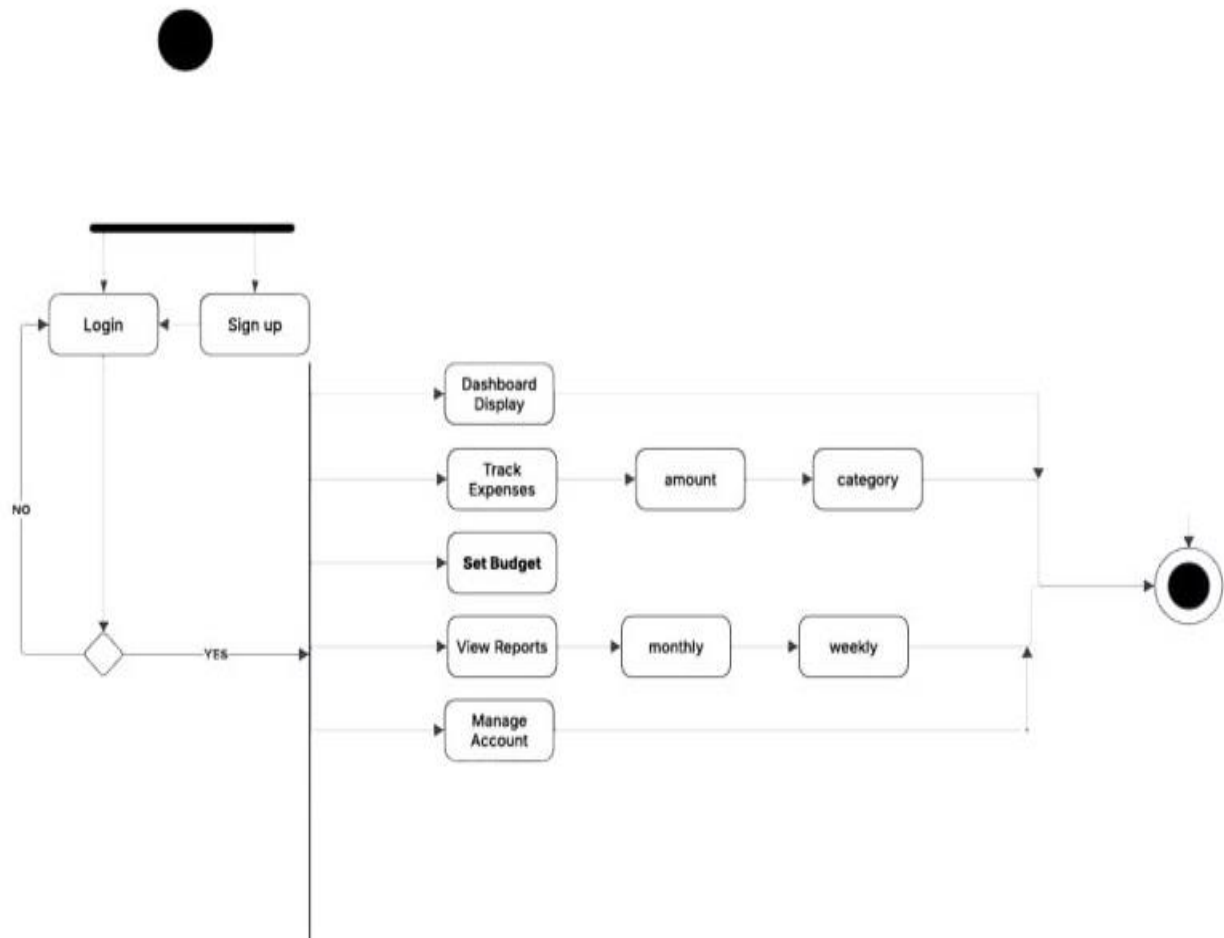 Login
Sign up
Dashboard
Display
Track
Expenses
amount
category
NO
Set Budget
YES
View Reports
monthly
weekly
Manage
Account